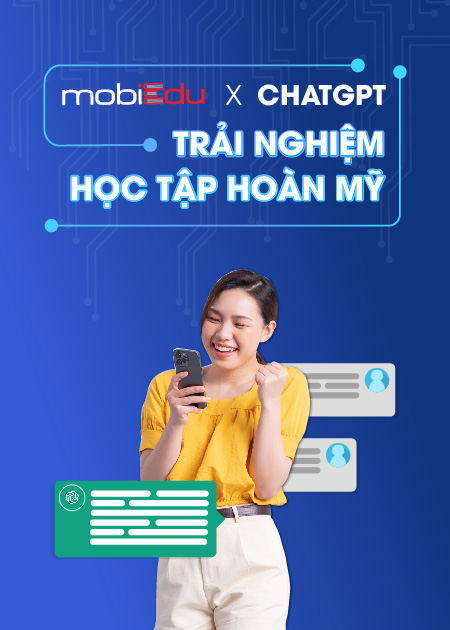 mobiEdu X CHATGPT
TRẢI NGHIỆM
HỌC TẬP HOÀN MỸ